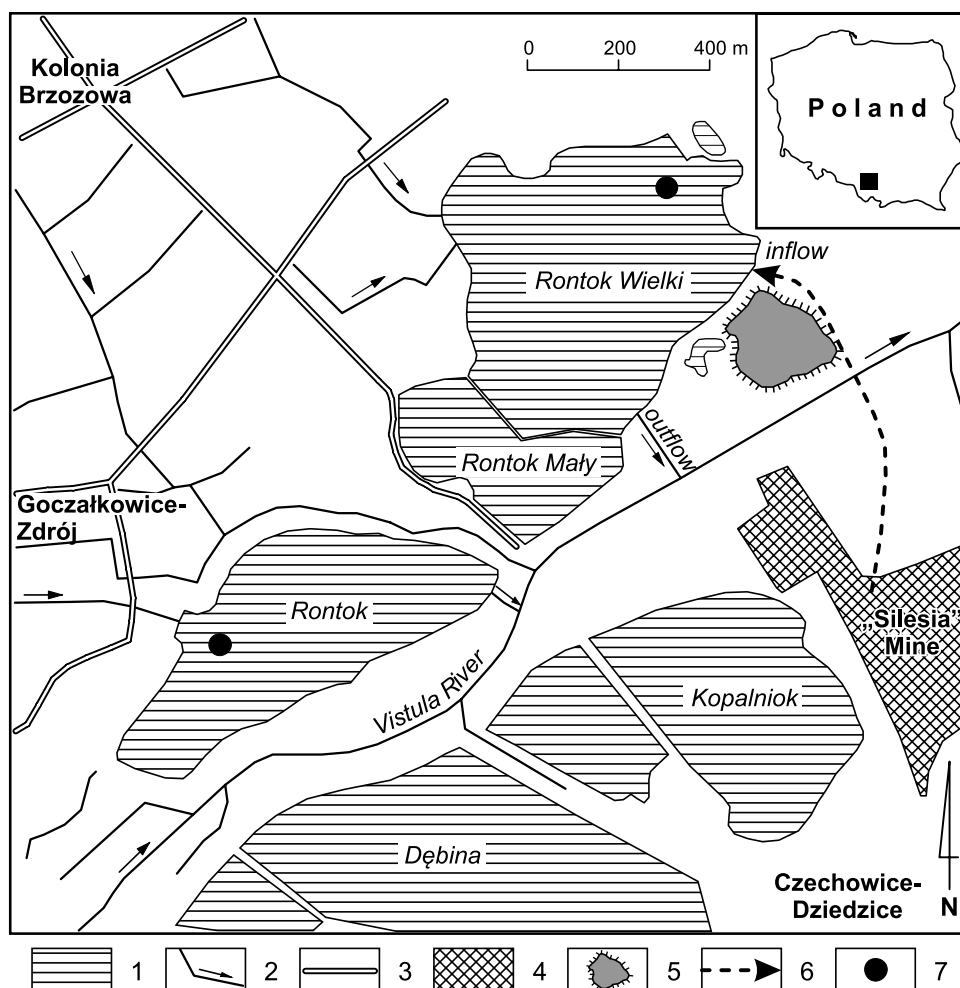 Kolonia
Brzozowa
0 200 400 m
Poland
inflow
Rontok Wielki
outflow
Rontok Mały
Goczałkowice-
Zdrój
Rontok
„Silesia”
Mine
Vistula River
Kopalniok
Dębina
Czechowice-
Dziedzice
N
1 2 3 4 5 6 7